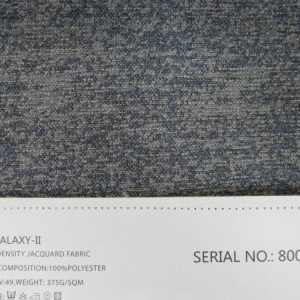 ALAXY-II
DENSITY JACQUARD FABRIC
COMPOSITION:100%POLYESTER
V:49,WEIGHT: 375G/SQM
SERIAL NO.: 800